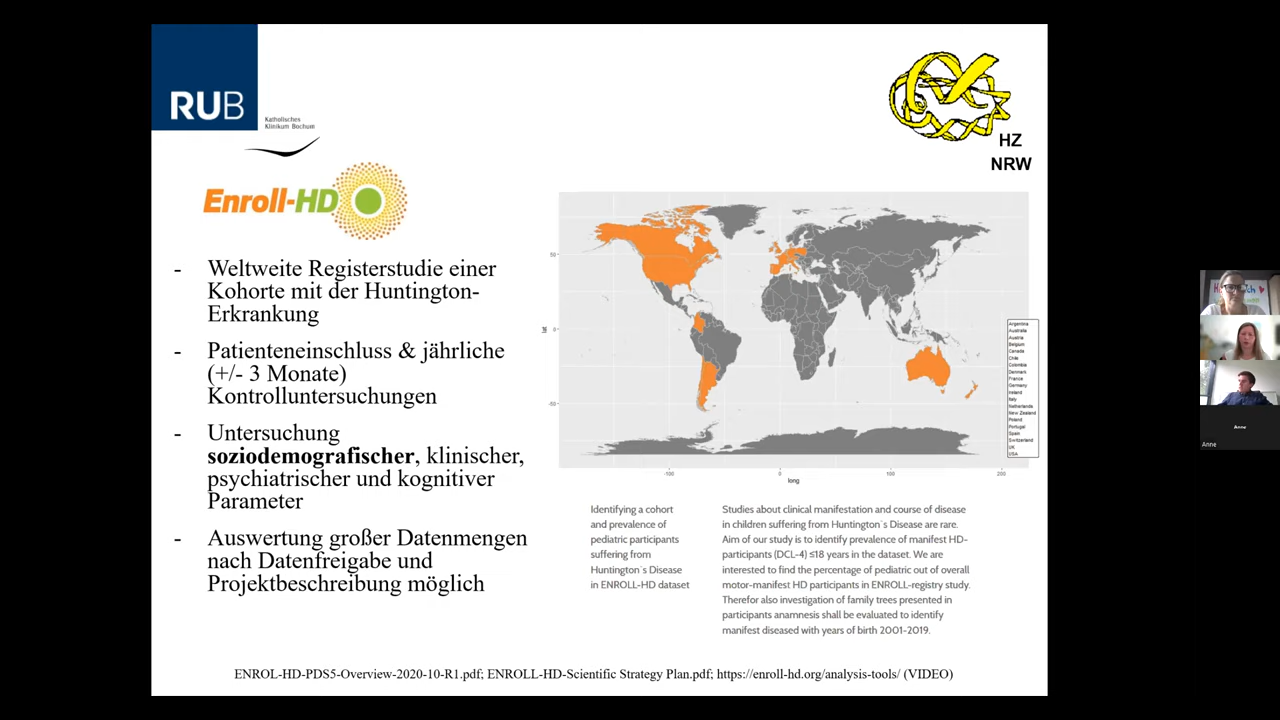 RUB
Katholisches
Klinikum Bochum
HZ
NRW
Enroll-HD
- Weltweite Registerstudie einer
Kohorte mit der Huntington-
Erkrankung
- Patienteneinschluss & jährliche
(+/- 3 Monate)
Kontrolluntersuchungen
- Untersuchung
soziodemografischer, klinischer,
psychiatrischer und kognitiver
Parameter
- Auswertung großer Datenmengen
nach Datenfreigabe und
Projektbeschreibung möglich
lat
50
0
-50
-100
0
100
200
long
Argentina
Australia
Austria
Belgium
Canada
Chile
Colombia
Denmark
France
Germany
Ireland
Italy
Netherlands
New Zealand
Poland
Portugal
Spain
Switzerland
UK
USA
Identifying a cohort
and prevalence of
pediatric participants
suffering from
Huntington´s Disease
in ENROLL-HD dataset
Studies about clinical manifestation and course of disease
in children suffering from Huntington´s Disease are rare.
Aim of our study is to identify prevalence of manifest HD-
participants (DCL-4) ≤18 years in the dataset. We are
interested to find the percentage of pediatric out of overall
motor-manifest HD participants in ENROLL-registry study.
Therefor also investigation of family trees presented in
participants anamnesis shall be evaluated to identify
manifest diseased with years of birth 2001-2019.
ENROL-HD-PDS5-Overview-2020-10-R1.pdf; ENROLL-HD-Scientific Strategy Plan.pdf; https://enroll-hd.org/analysis-tools/ (VIDEO)
Anne
Anne